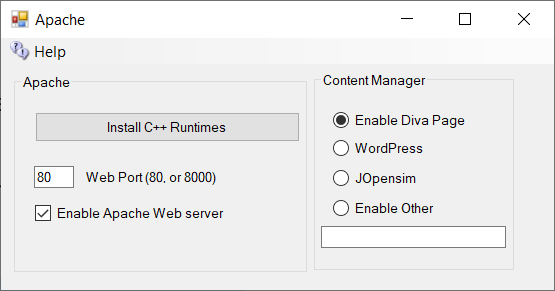 Apache
Help
Apache
Install C++ Runtimes
80
Web Port (80, or 8000)
Enable Apache Web server
Content Manager
Enable Diva Page
WordPress
JOpensim
Enable Other